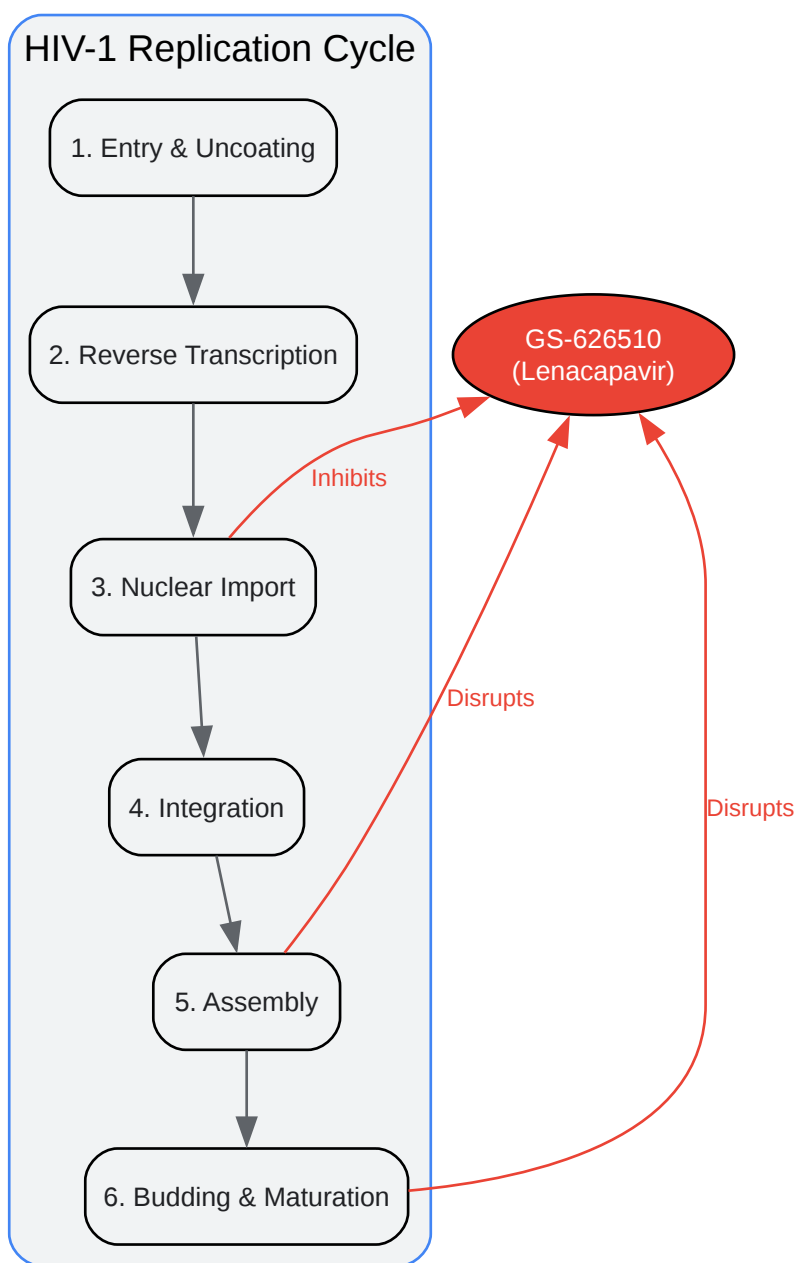 HIV-1 Replication Cycle
1. Entry & Uncoating
2. Reverse Transcription
GS-626510
(Lenacapavir)
Inhibits
3. Nuclear Import
Disrupts
4. Integration
Disrupts
5. Assembly
6. Budding & Maturation